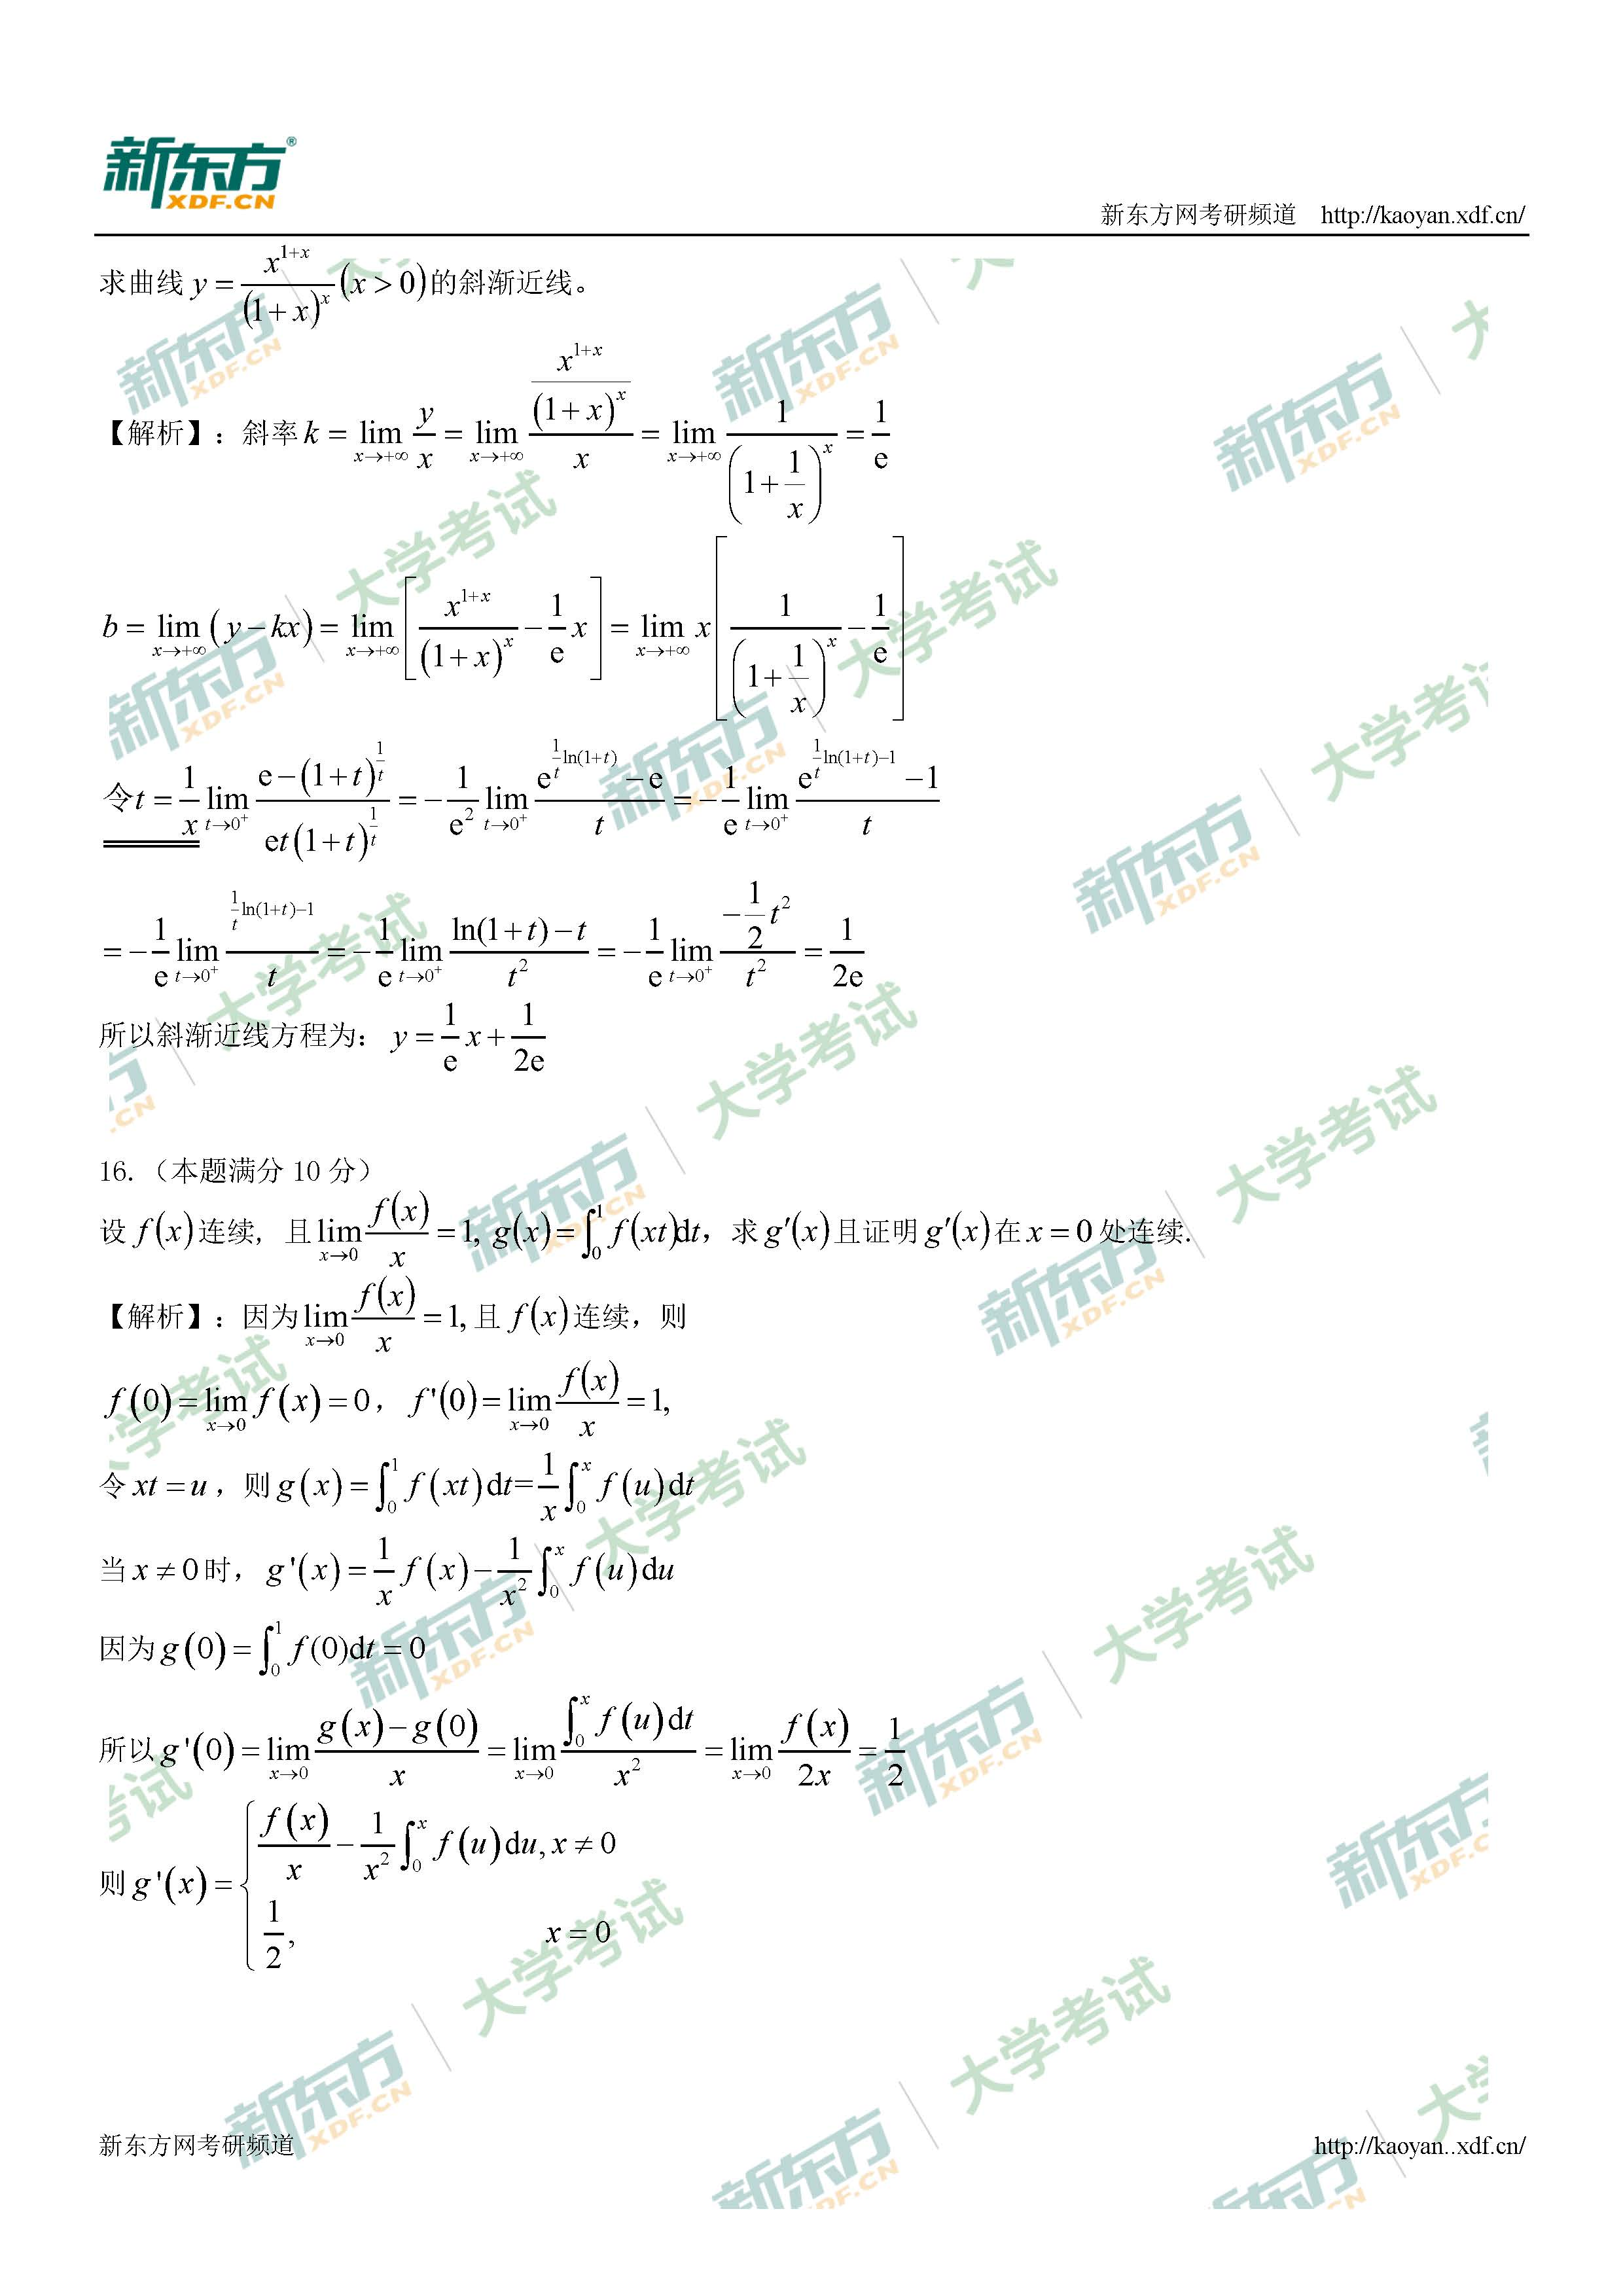 新东方®
XDF.CN
新东方网考研频道 http://kaoyan.xdf.cn/
求曲线 $y=\frac{x^{1+x}}{(1+x)^x}(x>0)$的斜渐近线。
【解析】：斜率 $k=\lim_{x\to+\infty}\frac{y}{x}=\lim_{x\to+\infty}\frac{\frac{x^{1+x}}{(1+x)^x}}{x}=\lim_{x\to+\infty}\frac{1}{\left(1+\frac{1}{x}\right)^x}=\frac{1}{e}$
$b=\lim_{x\to+\infty}(y-kx)=\lim_{x\to+\infty}\left[\frac{x^{1+x}}{(1+x)^x}-\frac{1}{e}x\right]=\lim_{x\to+\infty}x\left[\frac{1}{\left(1+\frac{1}{x}\right)^x}-\frac{1}{e}\right]$
$\underline{\underline{令t=\frac{1}{x}}}\lim_{t\to0^+}\frac{e-(1+t)^{\frac{1}{t}}}{et(1+t)^{\frac{1}{t}}}=-\frac{1}{e^2}\lim_{t\to0^+}\frac{e^{\frac{1}{t}\ln(1+t)}-e}{t}=-\frac{1}{e}\lim_{t\to0^+}\frac{e^{\frac{1}{t}\ln(1+t)-1}-1}{t}$
$=-\frac{1}{e}\lim_{t\to0^+}\frac{\frac{1}{t}\ln(1+t)-1}{t}=-\frac{1}{e}\lim_{t\to0^+}\frac{\ln(1+t)-t}{t^2}=-\frac{1}{e}\lim_{t\to0^+}\frac{-\frac{1}{2}t^2}{t^2}=\frac{1}{2e}$
所以斜渐近线方程为： $y=\frac{1}{e}x+\frac{1}{2e}$
16.（本题满分 10 分）
设 $f(x)$连续, 且$\lim_{x\to0}\frac{f(x)}{x}=1,g(x)=\int_0^1f(xt)dt$，求$g'(x)$且证明$g'(x)$在$x=0$处连续.
【解析】：因为$\lim_{x\to0}\frac{f(x)}{x}=1,$且$f(x)$连续，则
$f(0)=\lim_{x\to0}f(x)=0$， $f'(0)=\lim_{x\to0}\frac{f(x)}{x}=1,$
令$xt=u$，则$g(x)=\int_0^1f(xt)dt=\frac{1}{x}\int_0^xf(u)dt$
当$x\neq0$时，$g'(x)=\frac{1}{x}f(x)-\frac{1}{x^2}\int_0^xf(u)du$
因为$g(0)=\int_0^1f(0)dt=0$
所以$g'(0)=\lim_{x\to0}\frac{g(x)-g(0)}{x}=\lim_{x\to0}\frac{\int_0^xf(u)dt}{x^2}=\lim_{x\to0}\frac{f(x)}{2x}=\frac{1}{2}$
则$g'(x)=\begin{cases}\frac{f(x)}{x}-\frac{1}{x^2}\int_0^xf(u)du,x\neq0\\\frac{1}{2},\quad x=0\end{cases}$
新东方网考研频道 http://kaoyan..xdf.cn/